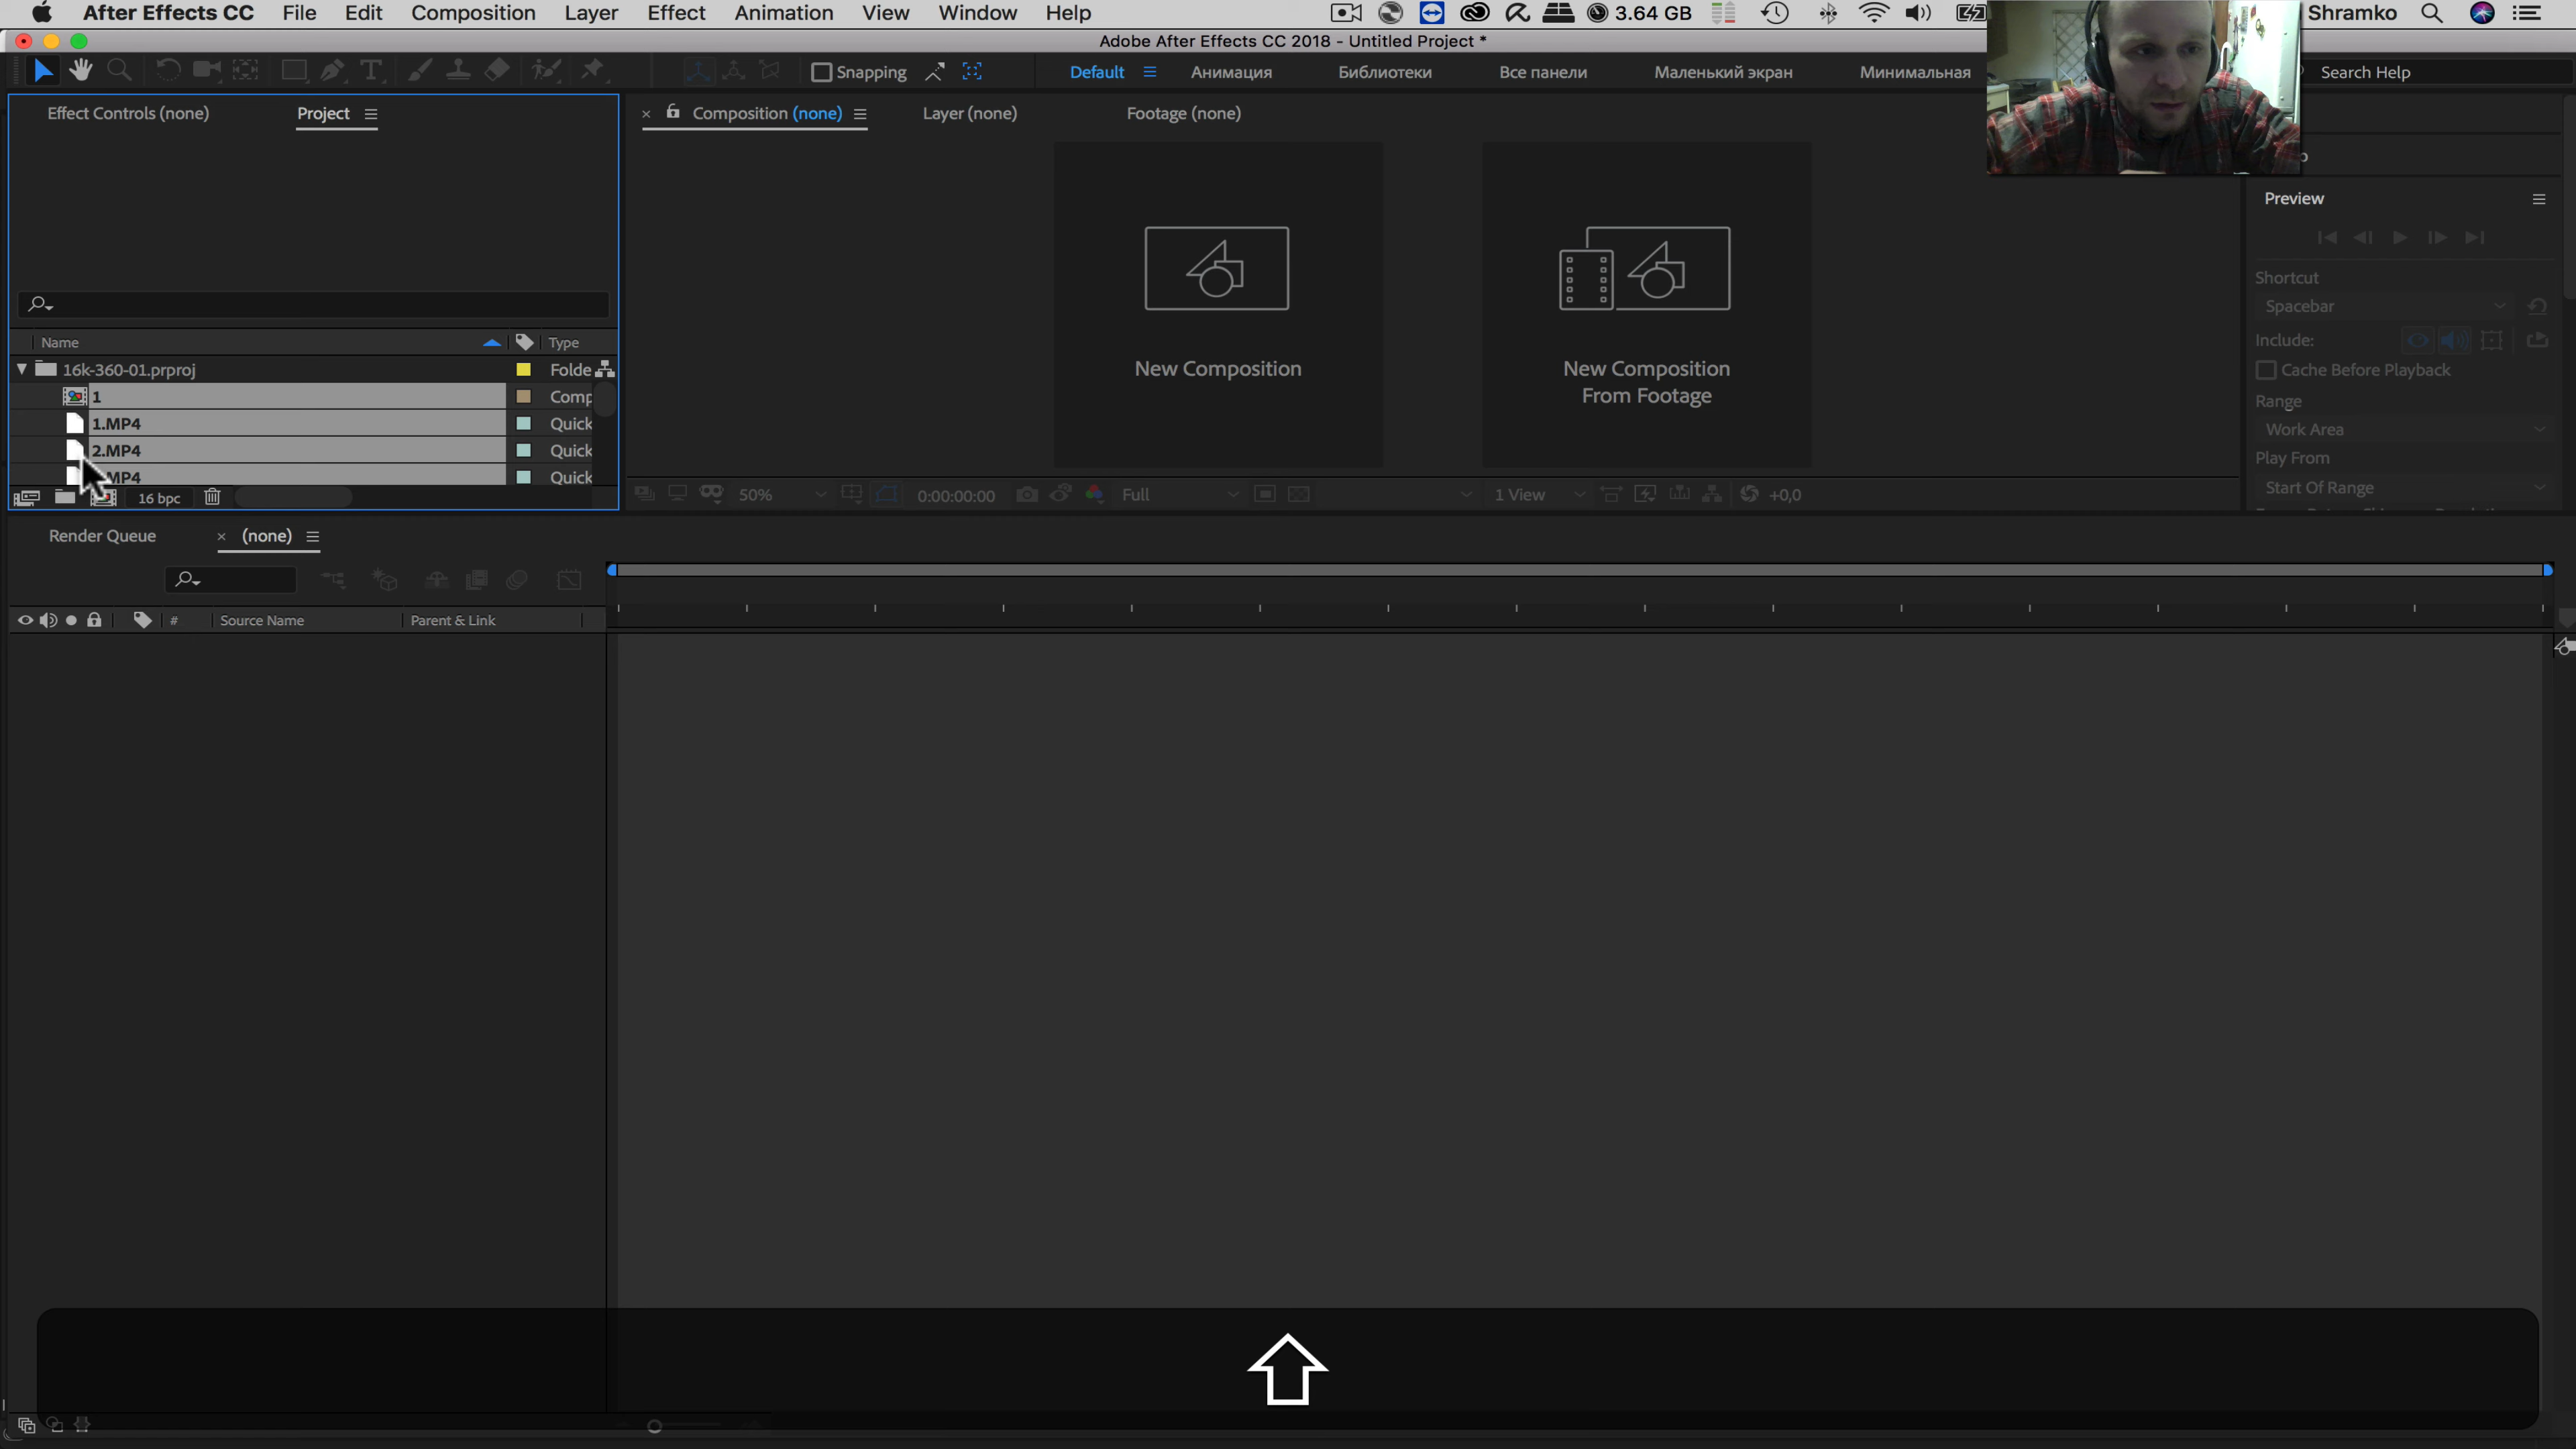 After Effects CC File Edit Composition Layer Effect Animation View Window Help 3.64 GB Shramko
Adobe After Effects CC 2018 - Untitled Project *
Snapping Default Анимация Библиотеки Все панели Маленький экран Минимальная Search Help
Effect Controls (none) Project Composition (none) Layer (none) Footage (none)
Preview
Shortcut
Spacebar
Include:
Cache Before Playback
Range
Work Area
Play From
Start Of Range
New Composition
New Composition
From Footage
Name Type
16k-360-01.prproj Folde
1 Comp
1.MP4 Quick
2.MP4 Quick
.MP4 Quick
16 bpc 50% 0:00:00:00 Full 1 View +0,0
Render Queue (none)
# Source Name Parent & Link